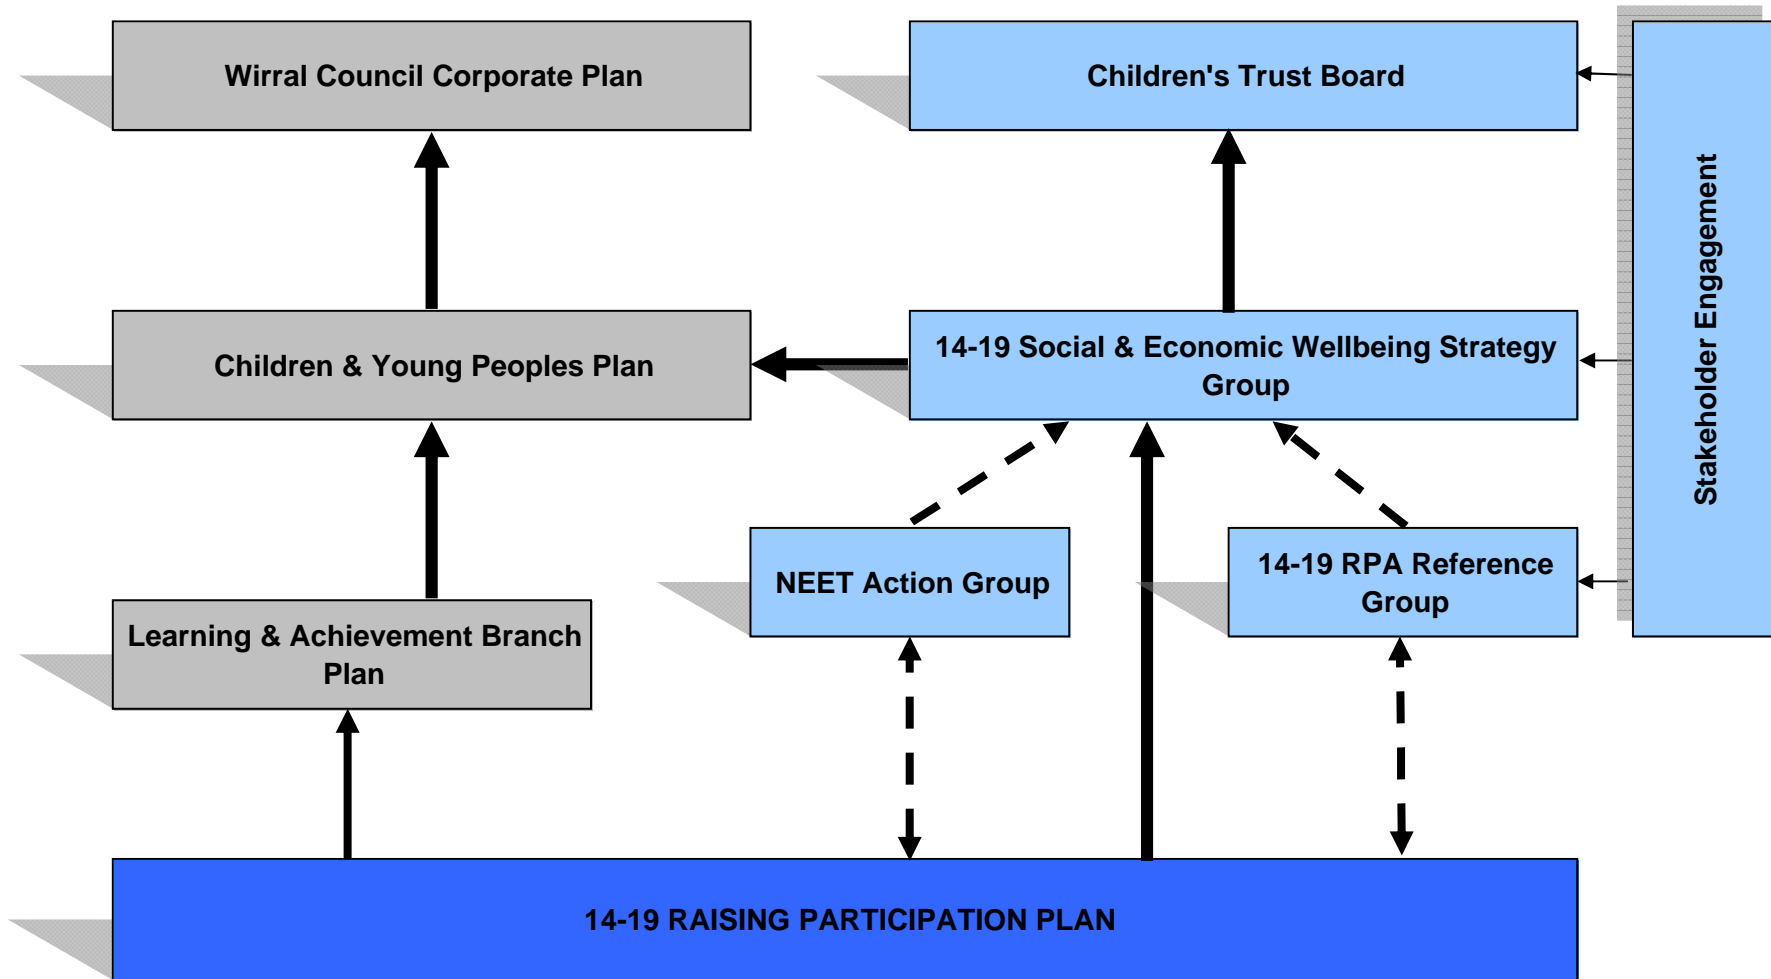 Wirral Council Corporate Plan
Children's Trust Board
Stakeholder Engagement
Children & Young Peoples Plan
14-19 Social & Economic Wellbeing Strategy
Group
NEET Action Group
14-19 RPA Reference
Group
Learning & Achievement Branch
Plan
14-19 RAISING PARTICIPATION PLAN